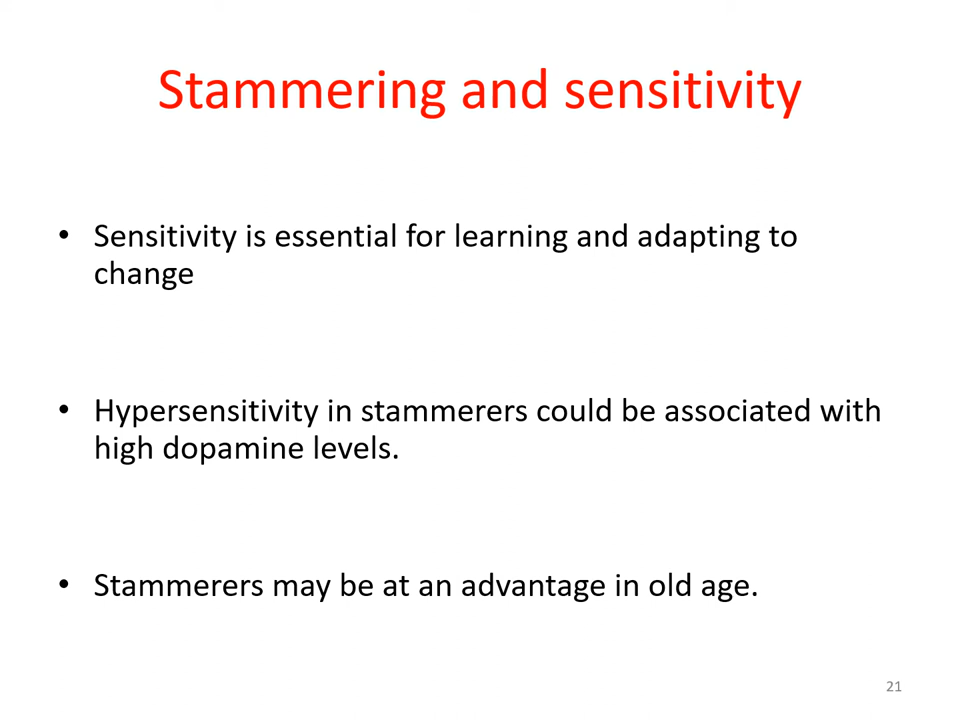 Stammering and sensitivity
• Sensitivity is essential for learning and adapting to
change
• Hypersensitivity in stammerers could be associated with
high dopamine levels.
• Stammerers may be at an advantage in old age.
21